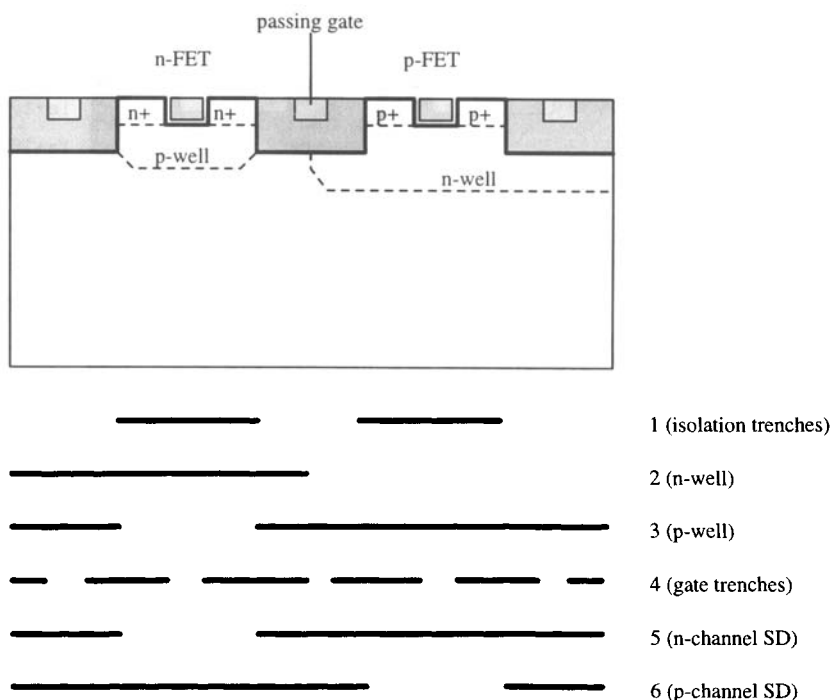 passing gate
n-FET
p-FET
n+
n+
p+
p+
p-well
n-well
1 (isolation trenches)
2 (n-well)
3 (p-well)
4 (gate trenches)
5 (n-channel SD)
6 (p-channel SD)